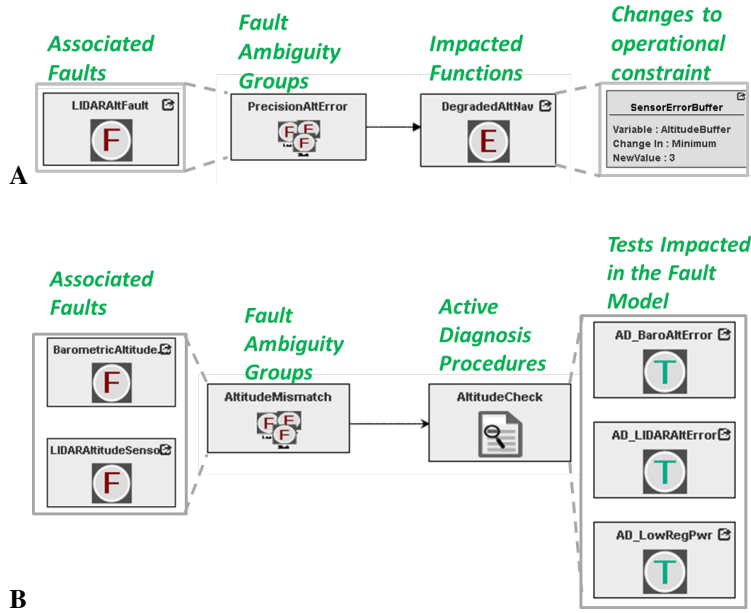 Associated
Faults
Fault
Ambiguity
Groups
Impacted
Functions
Changes to
operational
constraint
LIDARAltFault
F
PrecisionAltError
F F F
DegradedAltNav
E
SensorErrorBuffer
Variable : AltitudeBuffer
Change In : Minimum
NewValue : 3
A
Associated
Faults
Fault
Ambiguity
Groups
Active
Diagnosis
Procedures
Tests Impacted
in the Fault
Model
BarometricAltitude
F
LIDARAltitudeSenso
F
AltitudeMismatch
F F F
AltitudeCheck
AD_BaroAltError
T
AD_LIDARAltError
T
AD_LowRegPwr
T
B